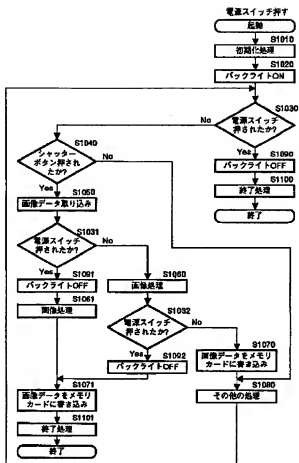 電源スイッチ押す
起動
S1010
初期化処理
S1020
バックライトON
S1030
電源スイッチ
押されたか?
No
Yes
S1040
シャッター
ボタン押され
たか?
No
Yes
S1090
バックライトOFF
S1100
終了処理
終了
S1050
画像データ取り込み
S1031
電源スイッチ
押されたか?
No
Yes
S1091
バックライトOFF
S1061
画像処理
S1060
画像処理
S1032
電源スイッチ
押されたか?
No
Yes
S1092
バックライトOFF
S1070
画像データをメモリ
カードに書き込み
S1071
画像データをメモリ
カードに書き込み
S1080
その他の処理
S1101
終了処理
終了